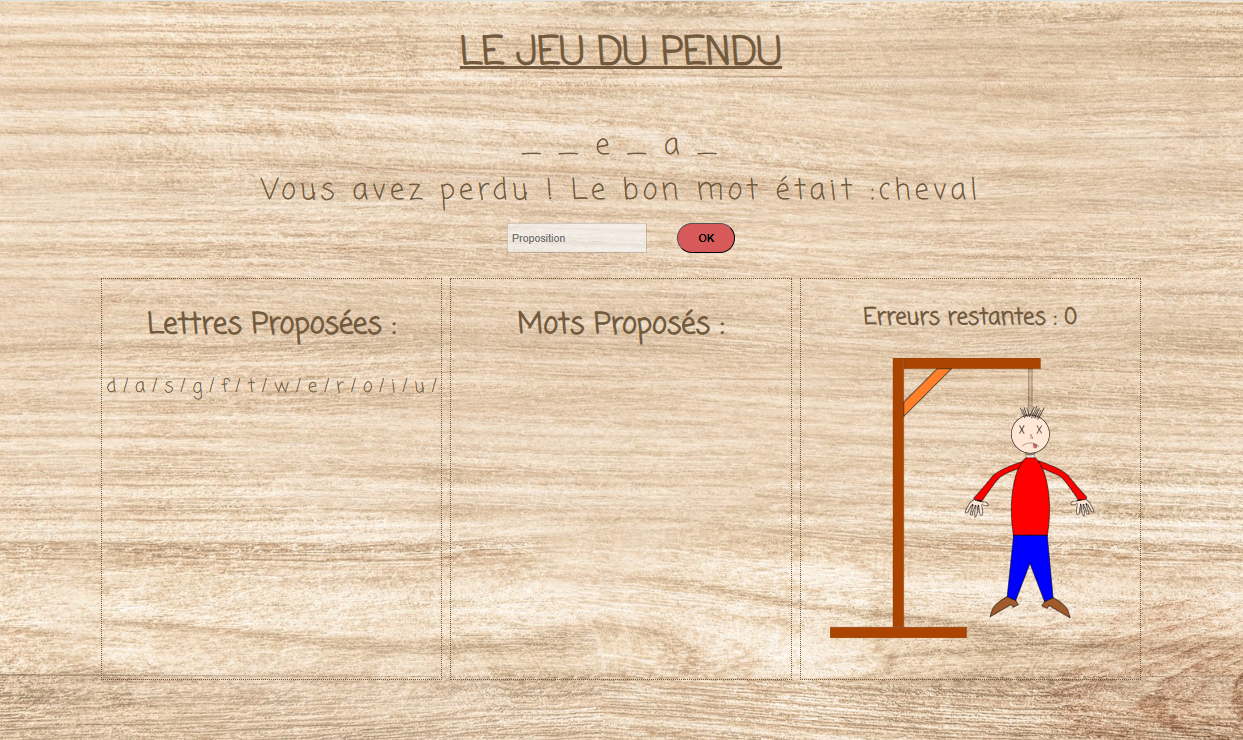 LE JEU DU PENDU
_ _ e _ a _
Vous avez perdu ! Le bon mot était :cheval
Proposition
OK
Lettres Proposées :
d / a / s / g / f / t / w / e / r / o / i / u /
Mots Proposés :
Erreurs restantes : 0